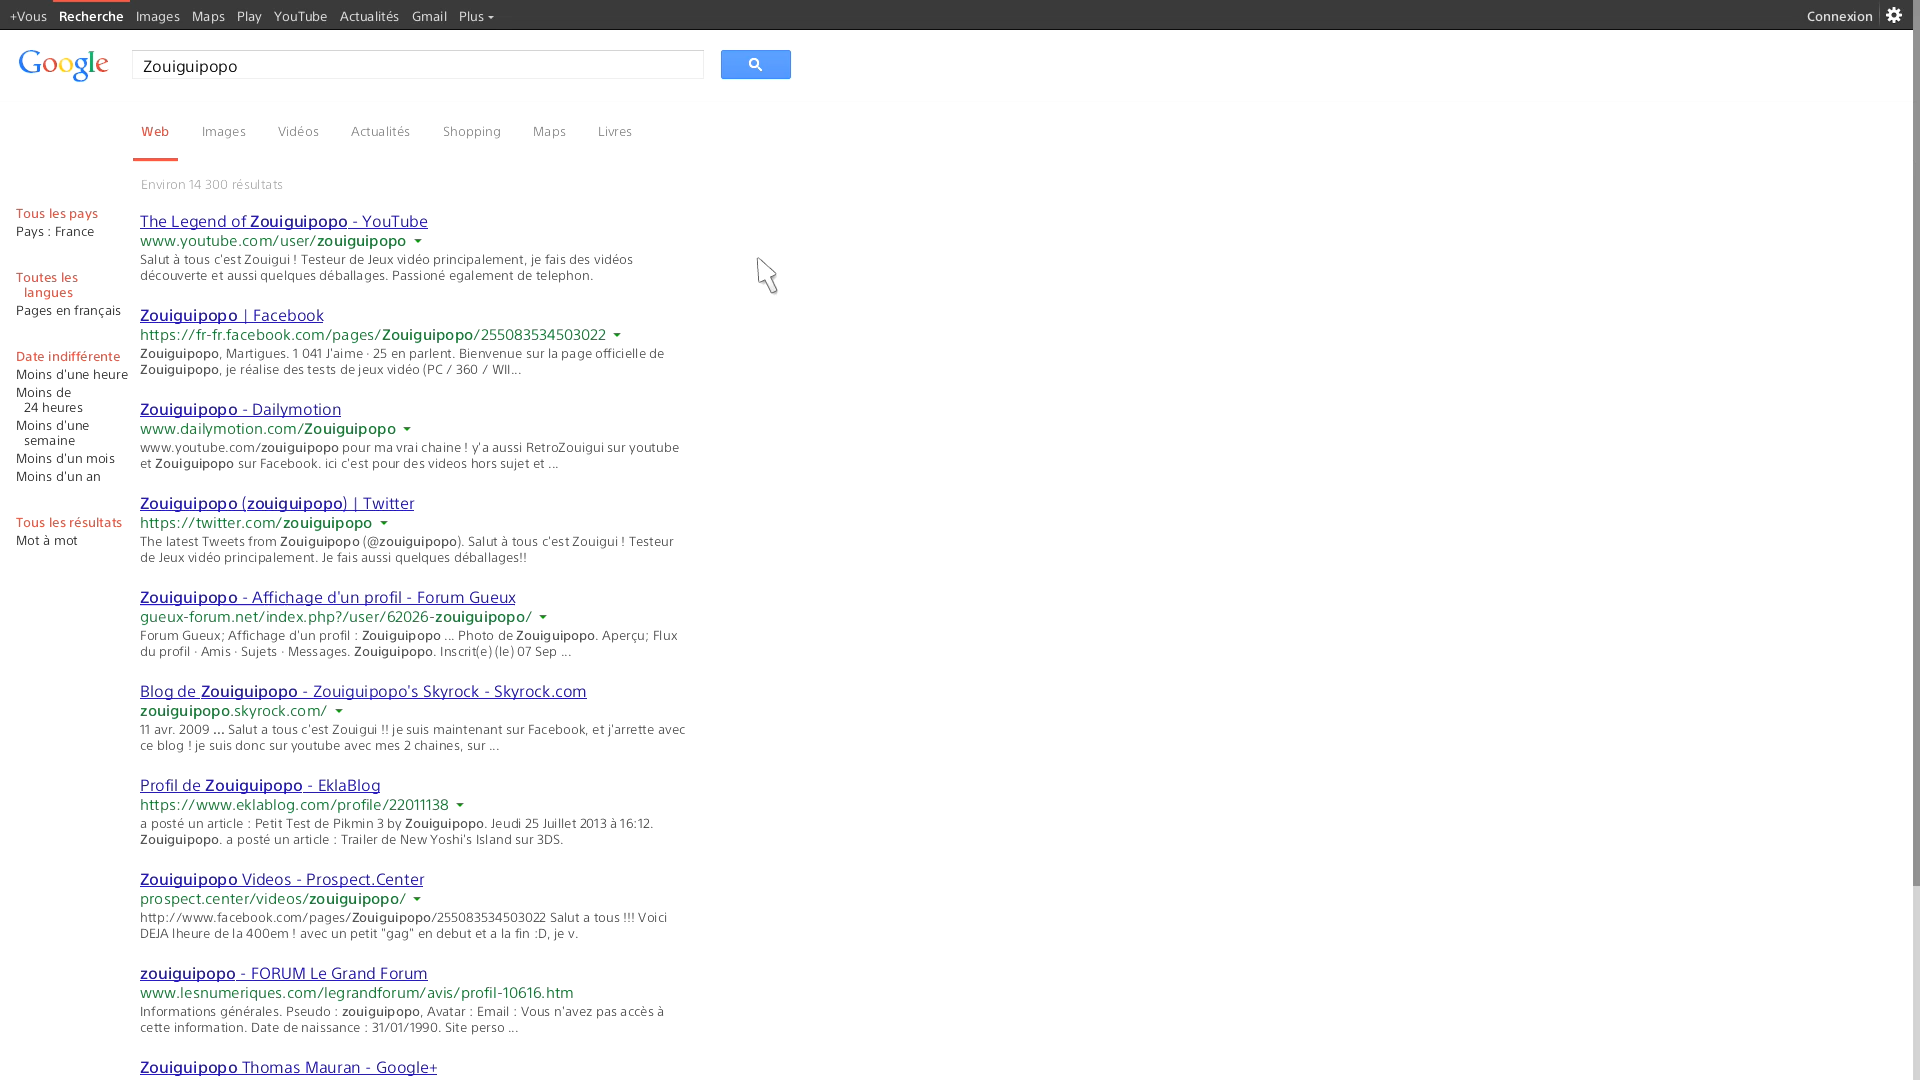 +Vous Recherche Images Maps Play YouTube Actualités Gmail Plus Connexion
Google
Zouiguipopo
Web Images Vidéos Actualités Shopping Maps Livres
Environ 14 300 résultats
Tous les pays
Pays : France
Toutes les
langues
Pages en français
Date indifférente
Moins d'une heure
Moins de
24 heures
Moins d'une
semaine
Moins d'un mois
Moins d'un an
Tous les résultats
Mot à mot
The Legend of Zouiguipopo - YouTube
www.youtube.com/user/zouiguipopo
Salut à tous c'est Zouigui ! Testeur de Jeux vidéo principalement, je fais des vidéos
découverte et aussi quelques déballages. Passioné egalement de telephon.
Zouiguipopo | Facebook
https://fr-fr.facebook.com/pages/Zouiguipopo/255083534503022
Zouiguipopo, Martigues. 1 041 J'aime · 25 en parlent. Bienvenue sur la page officielle de
Zouiguipopo, je réalise des tests de jeux vidéo (PC / 360 / WII...
Zouiguipopo - Dailymotion
www.dailymotion.com/Zouiguipopo
www.youtube.com/zouiguipopo pour ma vrai chaine ! y'a aussi RetroZouigui sur youtube
et Zouiguipopo sur Facebook. ici c'est pour des videos hors sujet et ...
Zouiguipopo (zouiguipopo) | Twitter
https://twitter.com/zouiguipopo
The latest Tweets from Zouiguipopo (@zouiguipopo). Salut à tous c'est Zouigui ! Testeur
de Jeux vidéo principalement. Je fais aussi quelques déballages!!
Zouiguipopo - Affichage d'un profil - Forum Gueux
gueux-forum.net/index.php?/user/62026-zouiguipopo/
Forum Gueux; Affichage d'un profil : Zouiguipopo ... Photo de Zouiguipopo. Aperçu; Flux
du profil · Amis · Sujets · Messages. Zouiguipopo. Inscrit(e) (le) 07 Sep ...
Blog de Zouiguipopo - Zouiguipopo's Skyrock - Skyrock.com
zouiguipopo.skyrock.com/
11 avr. 2009 ... Salut a tous c'est Zouigui !! je suis maintenant sur Facebook, et j'arrette avec
ce blog ! je suis donc sur youtube avec mes 2 chaines, sur ...
Profil de Zouiguipopo - EklaBlog
https://www.eklablog.com/profile/22011138
a posté un article : Petit Test de Pikmin 3 by Zouiguipopo. Jeudi 25 Juillet 2013 à 16:12.
Zouiguipopo. a posté un article : Trailer de New Yoshi's Island sur 3DS.
Zouiguipopo Videos - Prospect.Center
prospect.center/videos/zouiguipopo/
http://www.facebook.com/pages/Zouiguipopo/255083534503022 Salut a tous !!! Voici
DEJA lheure de la 400em ! avec un petit "gag" en debut et a la fin :D, je v.
zouiguipopo - FORUM Le Grand Forum
www.lesnumeriques.com/legrandforum/avis/profil-10616.htm
Informations générales. Pseudo : zouiguipopo, Avatar : Email : Vous n'avez pas accès à
cette information. Date de naissance : 31/01/1990. Site perso ...
Zouiguipopo Thomas Mauran - Google+